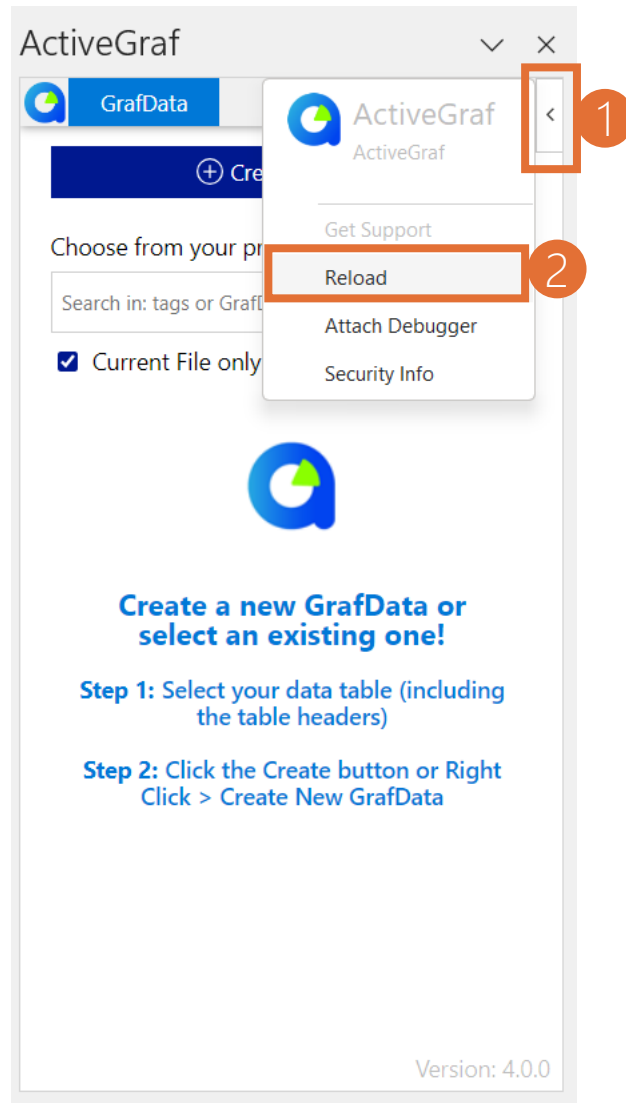 ActiveGraf
GrafData
ActiveGraf
ActiveGraf
1
Cre
Get Support
Choose from your pr
Reload
2
Search in: tags or Graf
Attach Debugger
Current File only
Security Info
Create a new GrafData or
select an existing one!
Step 1: Select your data table (including
the table headers)
Step 2: Click the Create button or Right
Click > Create New GrafData
Version: 4.0.0